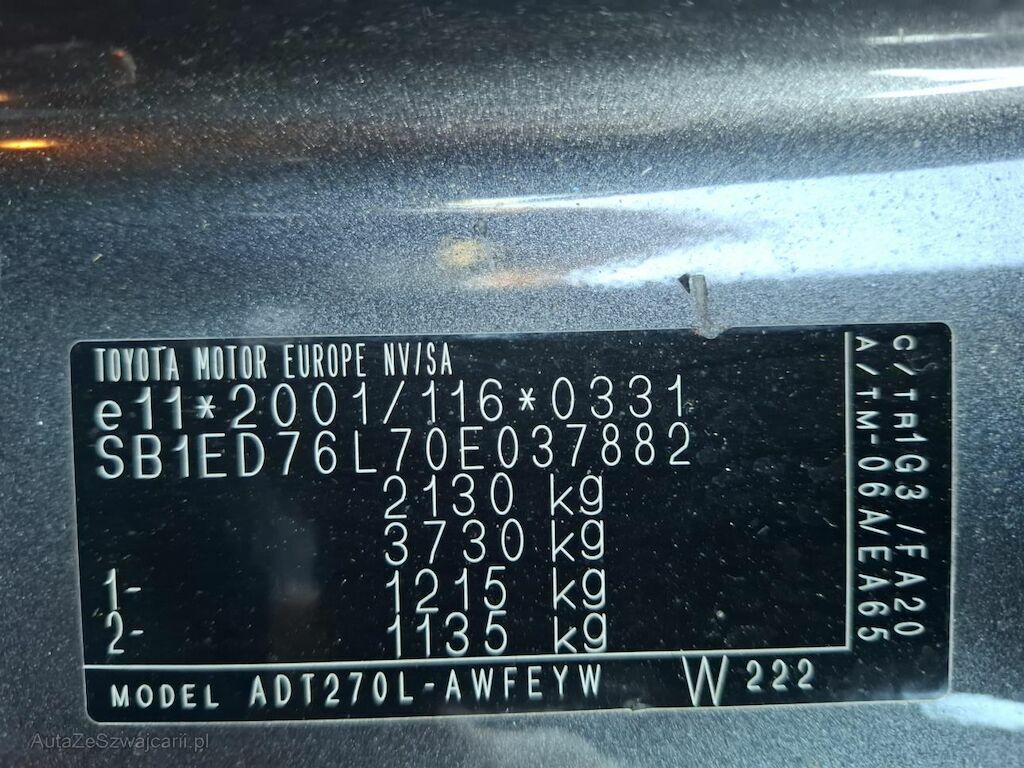 TOYOTA MOTOR EUROPE NV/SA
e11*2001/116*0331
SB1ED76L70E037882
2130 kg
3730 kg
1- 1215 kg
2- 1135 kg
C/TR1G3/FA20
A/TM-06A/EA65
MODEL ADT270L-AWFEYW W222
AutaZeSzwajcarii.pl